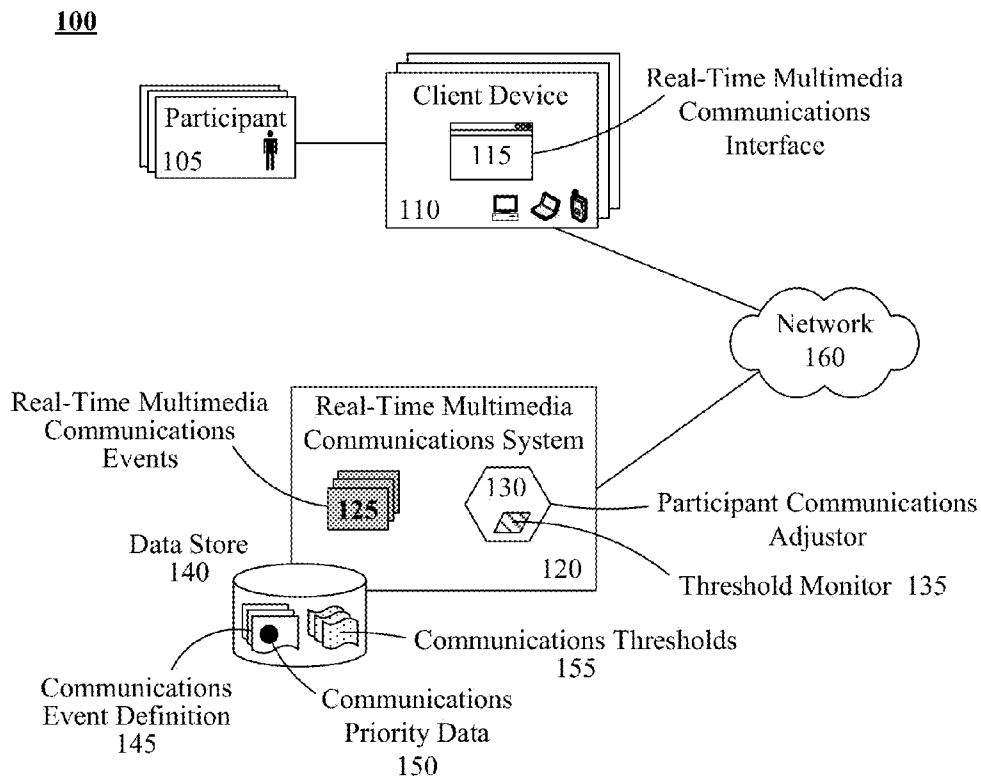 100
Participant
105
Client Device
115
110
Real-Time Multimedia
Communications
Interface
Network
160
Real-Time Multimedia
Communications
Events
Real-Time Multimedia
Communications System
125
130
120
Participant Communications
Adjustor
Threshold Monitor 135
Data Store
140
Communications Thresholds
155
Communications
Event Definition
145
Communications
Priority Data
150